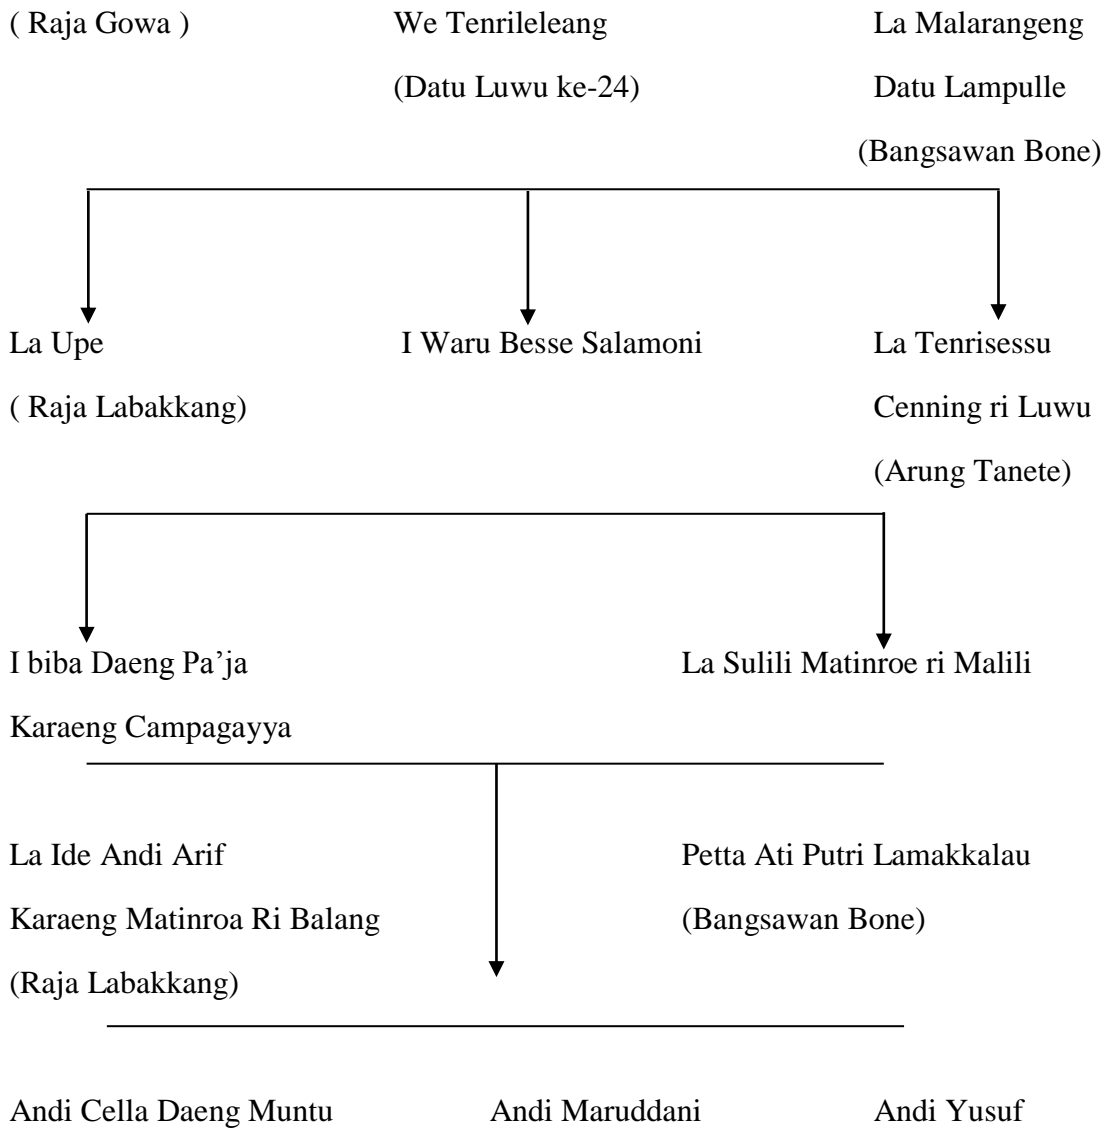 ( Raja Gowa ) We Tenrileleang La Malarangeng
(Datu Luwu ke-24) Datu Lampulle
(Bangsawan Bone)
La Upe I Waru Besse Salamoni La Tenrisessu
( Raja Labakkang) Cenning ri Luwu
(Arung Tanete)
I biba Daeng Pa’ja La Sulili Matinroe ri Malili
Karaeng Campagayya
La Ide Andi Arif Petta Ati Putri Lamakkalau
Karaeng Matinroa Ri Balang (Bangsawan Bone)
(Raja Labakkang)
Andi Cella Daeng Muntu Andi Maruddani Andi Yusuf